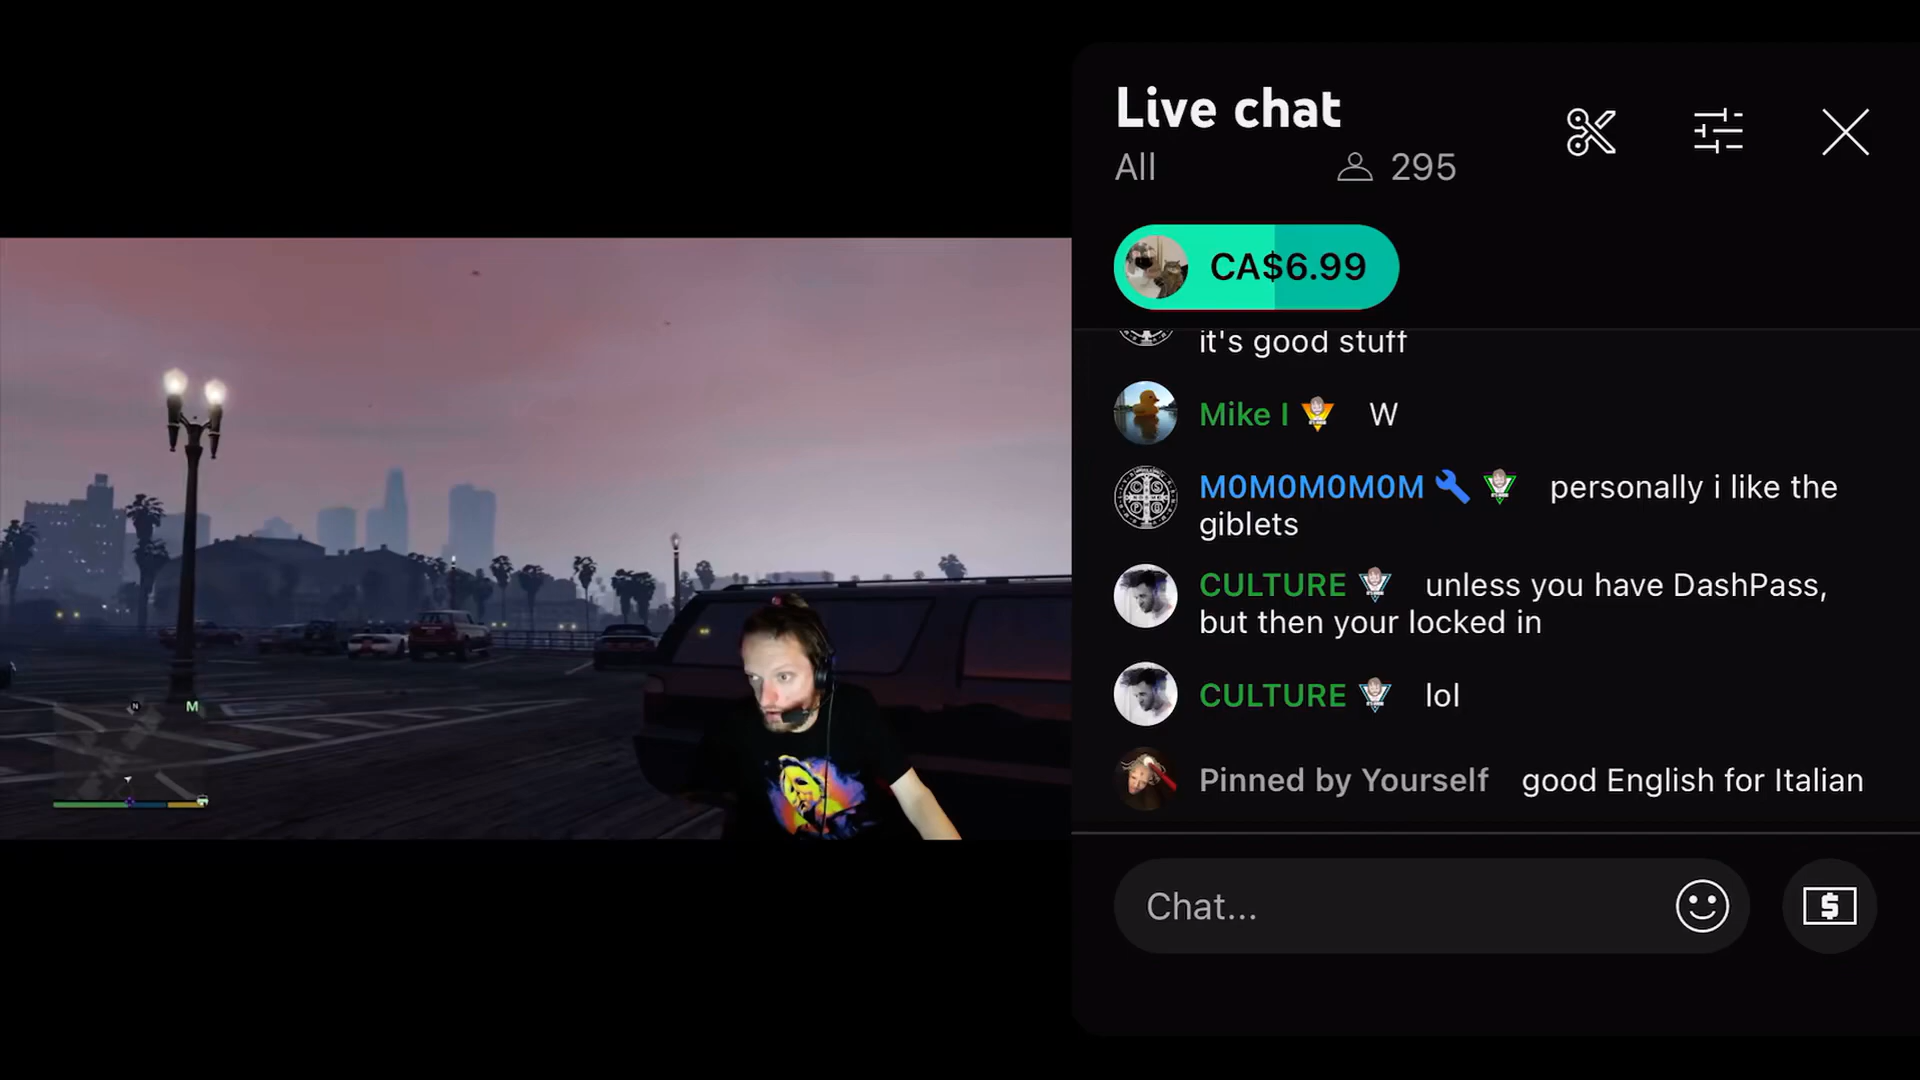 Live chat
All 295
CA$6.99
it's good stuff
Mike I W
M0M0M0M0M personally i like the
giblets
CULTURE unless you have DashPass,
but then your locked in
CULTURE lol
Pinned by Yourself good English for Italian
Chat...
$
N
M